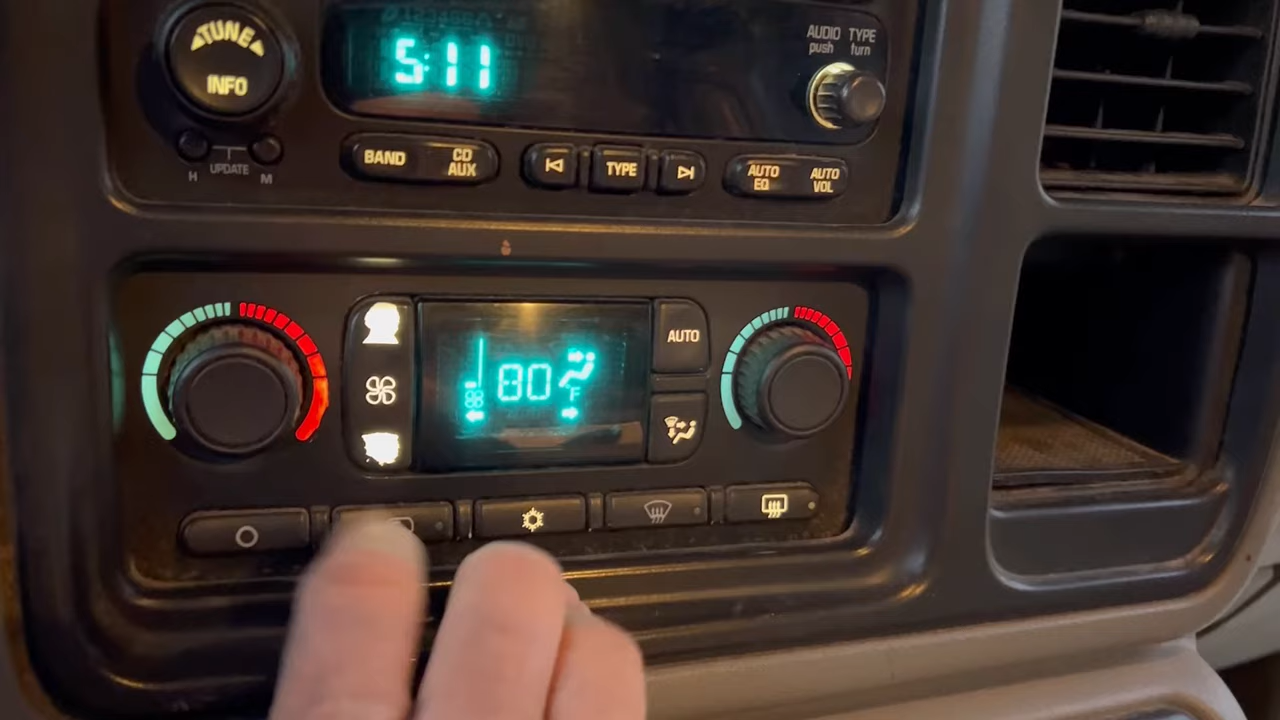 TUNE
INFO
5:11
AUDIO TYPE
push turn
H UPDATE M
BAND
CD
AUX
TYPE
AUTO
EQ
AUTO
VOL
AUTO
80
F